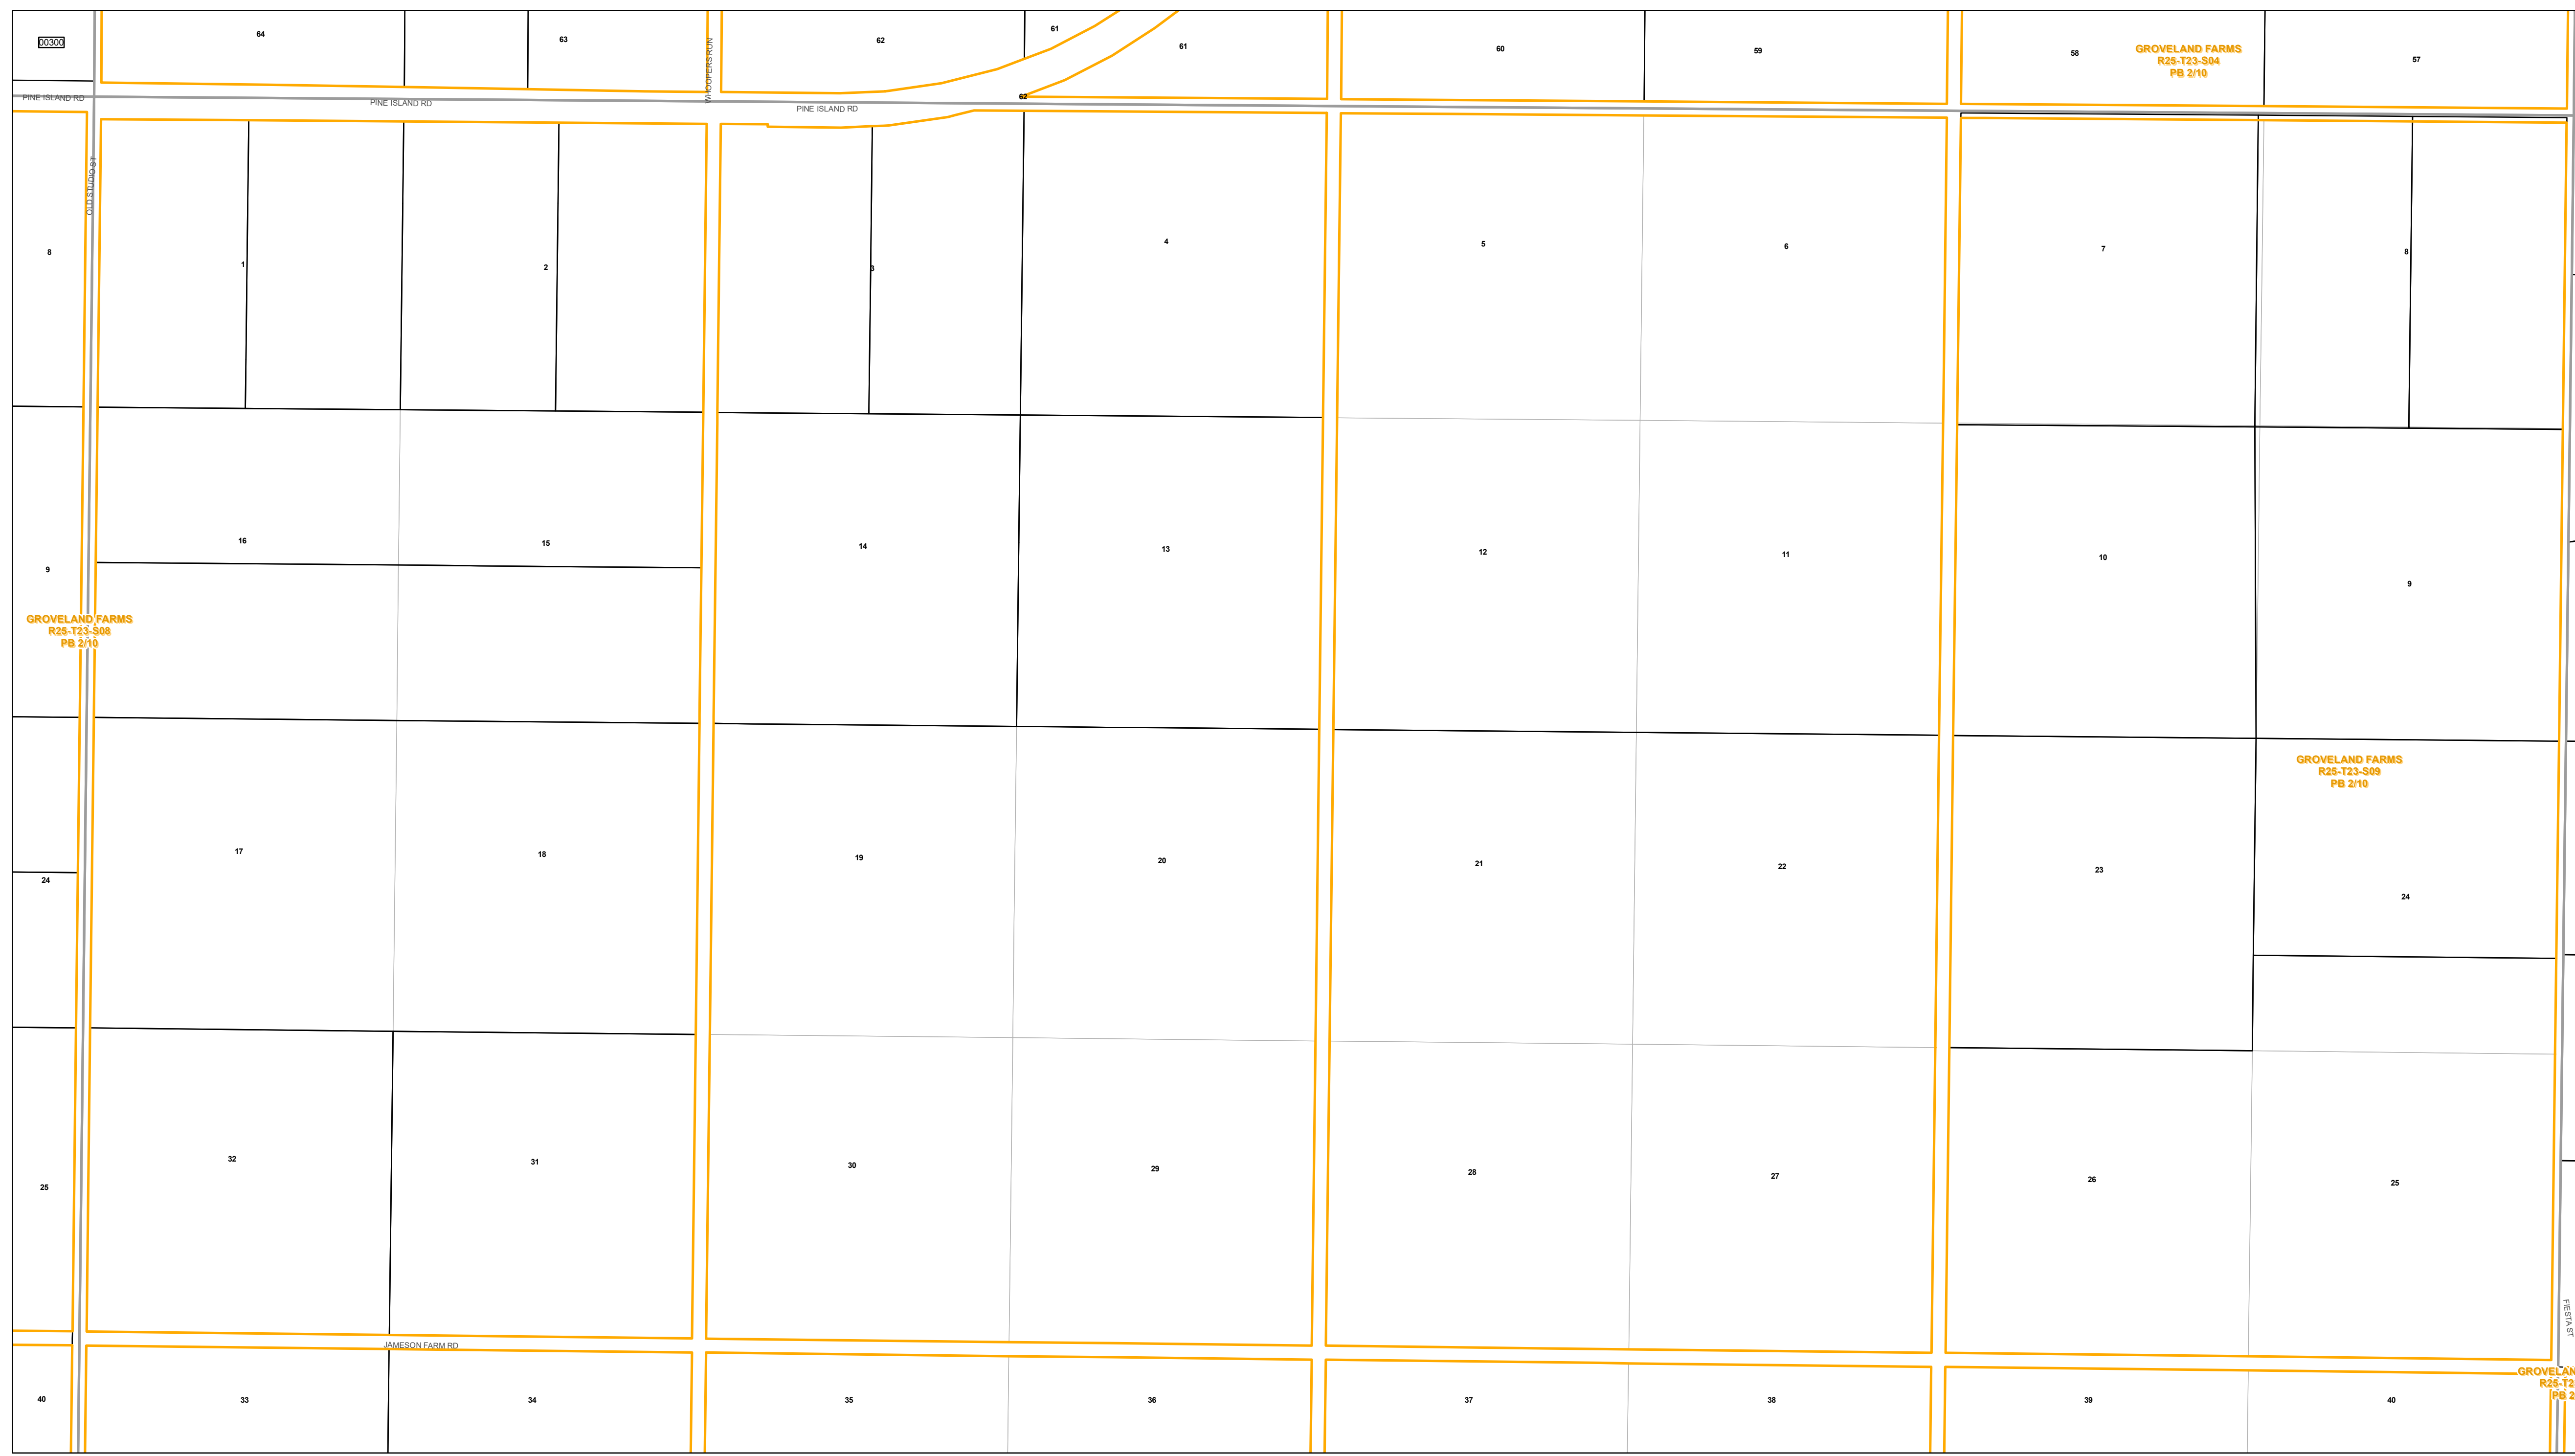 00300
64
63
WHOOPERS RUN
62
61
61
60
59
58
GROVELAND FARMS
R25-T23-S04
PB 2/10
57
PINE ISLAND RD
PINE ISLAND RD
PINE ISLAND RD
62
OLD STUDIO ST
8
1
2
3
4
5
6
7
8
16
15
14
13
12
11
10
9
9
GROVELAND FARMS
R25-T23-S08
PB 2/10
GROVELAND FARMS
R25-T23-S09
PB 2/10
17
18
19
20
21
22
23
24
24
32
31
30
29
28
27
26
25
25
FIESTA ST
JAMESON FARM RD
40
33
34
35
36
37
38
39
40
GROVELAN
R25-T2
PB 2